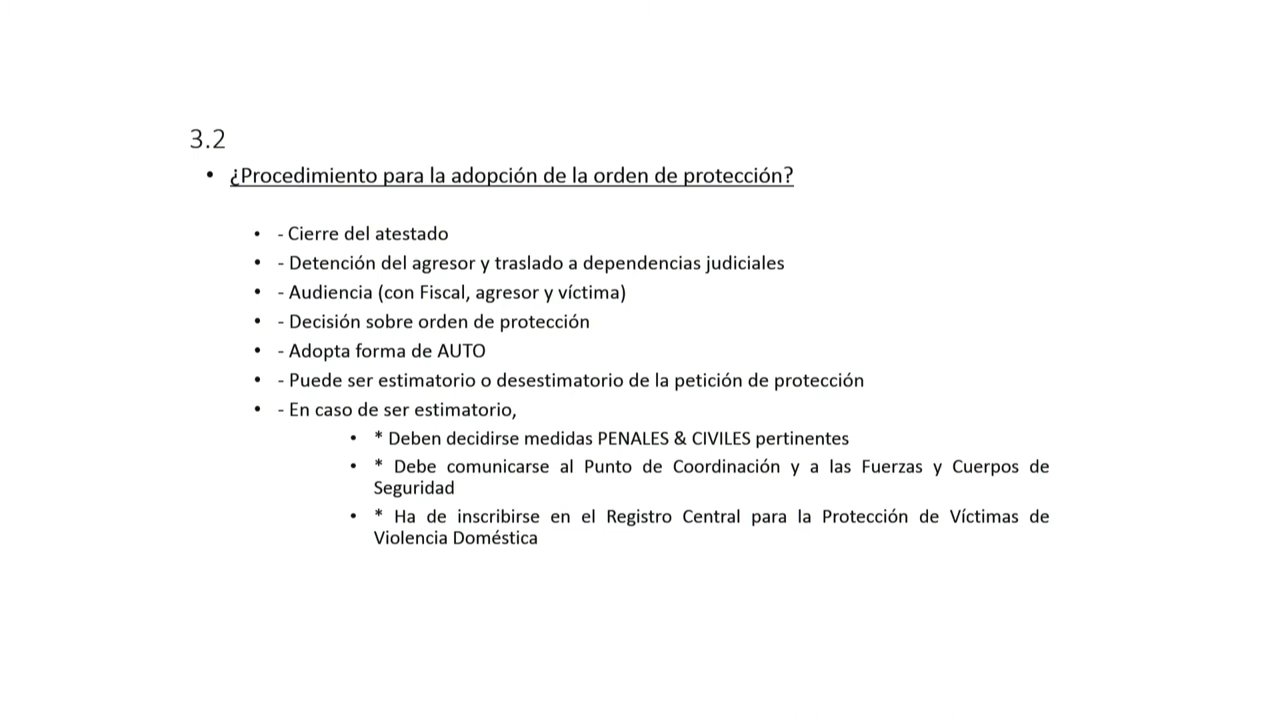 3.2
• ¿Procedimiento para la adopción de la orden de protección?
• - Cierre del atestado
• - Detención del agresor y traslado a dependencias judiciales
• - Audiencia (con Fiscal, agresor y víctima)
• - Decisión sobre orden de protección
• - Adopta forma de AUTO
• - Puede ser estimatorio o desestimatorio de la petición de protección
• - En caso de ser estimatorio,
• * Deben decidirse medidas PENALES & CIVILES pertinentes
• * Debe comunicarse al Punto de Coordinación y a las Fuerzas y Cuerpos de
Seguridad
• * Ha de inscribirse en el Registro Central para la Protección de Víctimas de
Violencia Doméstica